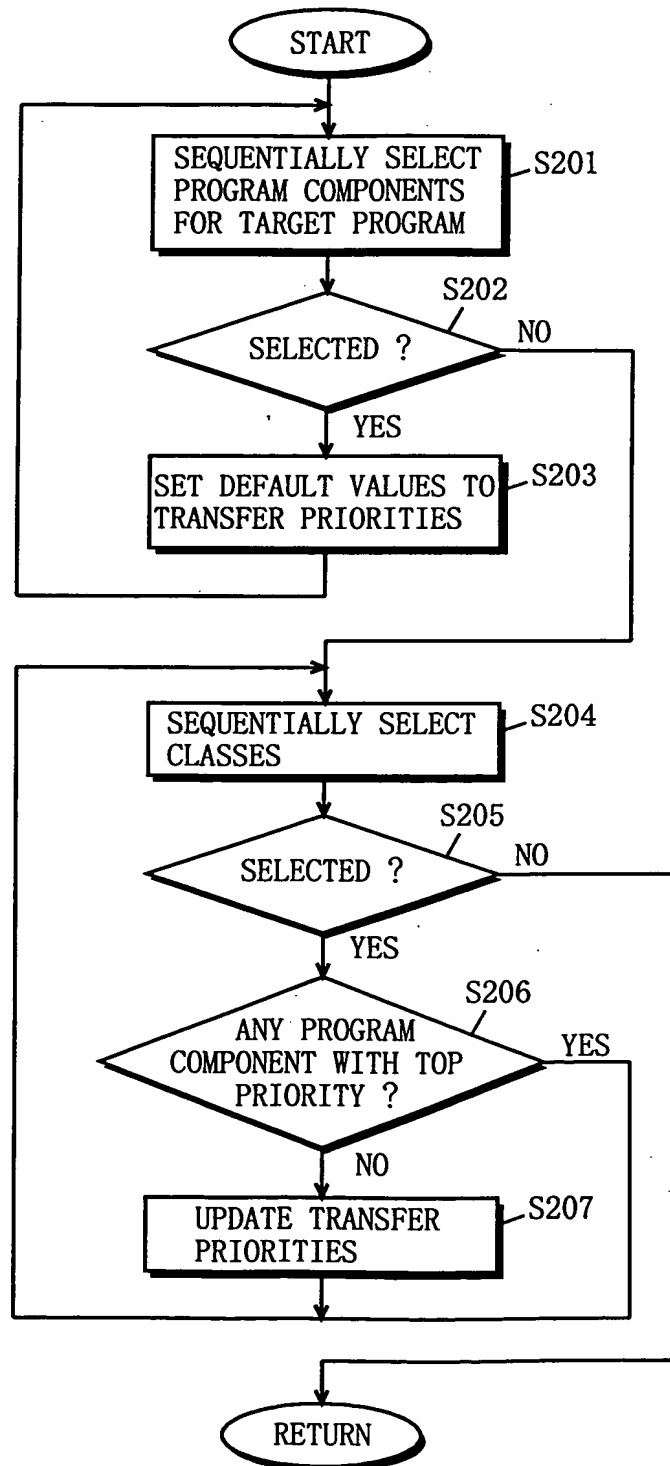 START
SEQUENTIALLY SELECT
PROGRAM COMPONENTS
FOR TARGET PROGRAM
S201
S202
SELECTED ?
NO
YES
SET DEFAULT VALUES TO
TRANSFER PRIORITIES
S203
SEQUENTIALLY SELECT
CLASSES
S204
S205
SELECTED ?
NO
YES
S206
ANY PROGRAM
COMPONENT WITH TOP
PRIORITY ?
YES
NO
UPDATE TRANSFER
PRIORITIES
S207
RETURN